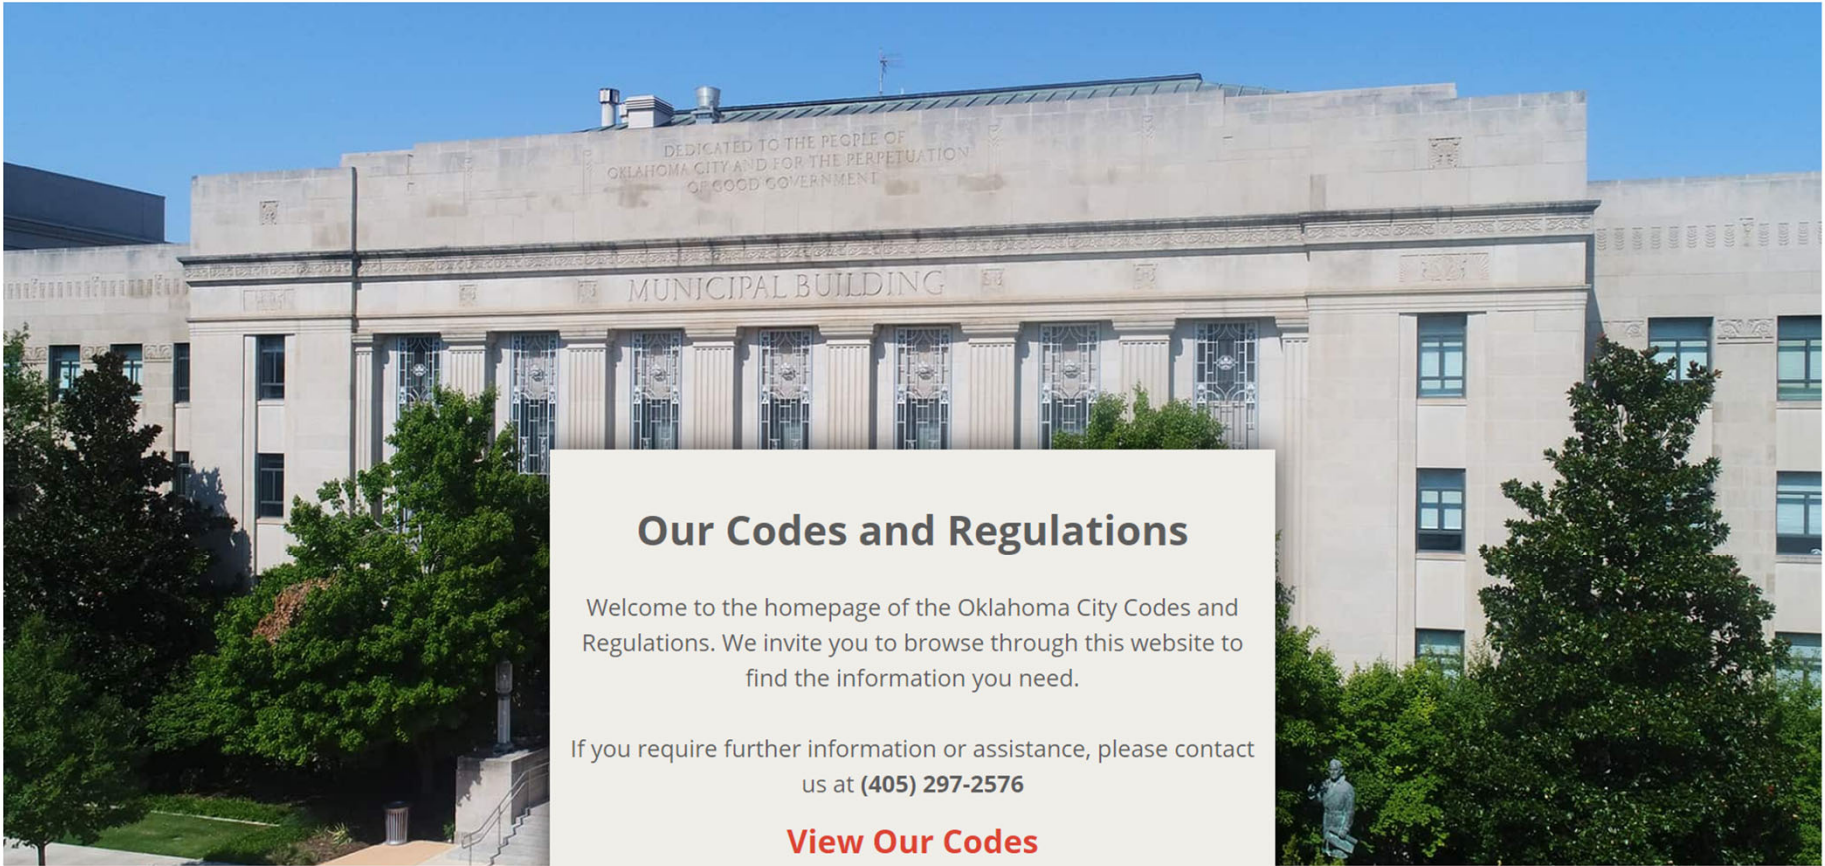 DEDICATED TO THE PEOPLE OF
OKLAHOMA CITY AND FOR THE PERPETUATION
OF GOOD GOVERNMENT
MUNICIPAL BUILDING
Our Codes and Regulations
Welcome to the homepage of the Oklahoma City Codes and
Regulations. We invite you to browse through this website to
find the information you need.
If you require further information or assistance, please contact
us at (405) 297-2576
View Our Codes